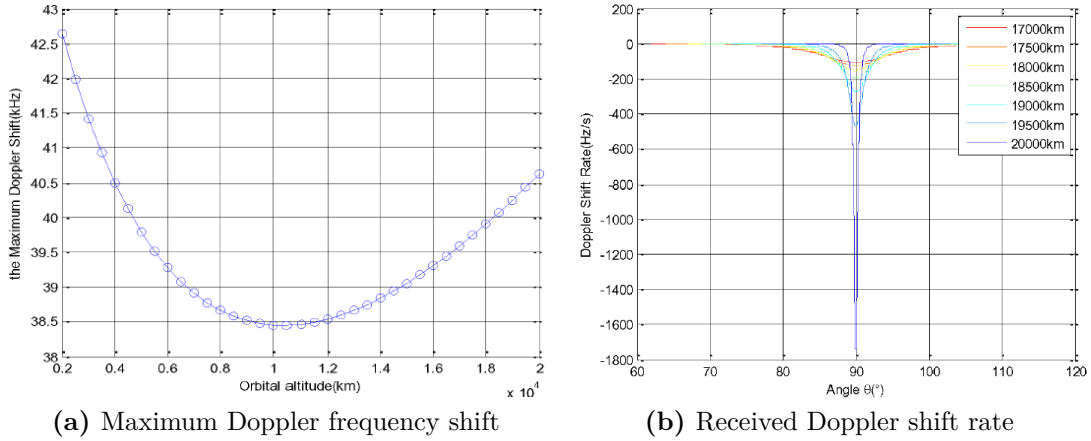 43
42.5
42
41.5
41
40.5
40
39.5
39
38.5
38
the Maximum Doppler Shift(kHz)
0.2 0.4 0.6 0.8 1 1.2 1.4 1.6 1.8 2
x 10⁴
Orbital altitude(km)
(a) Maximum Doppler frequency shift
200
0
-200
-400
-600
-800
-1000
-1200
-1400
-1600
-1800
Doppler Shift Rate(Hz/s)
17000km
17500km
18000km
18500km
19000km
19500km
20000km
60 70 80 90 100 110 120
Angle θ(°)
(b) Received Doppler shift rate